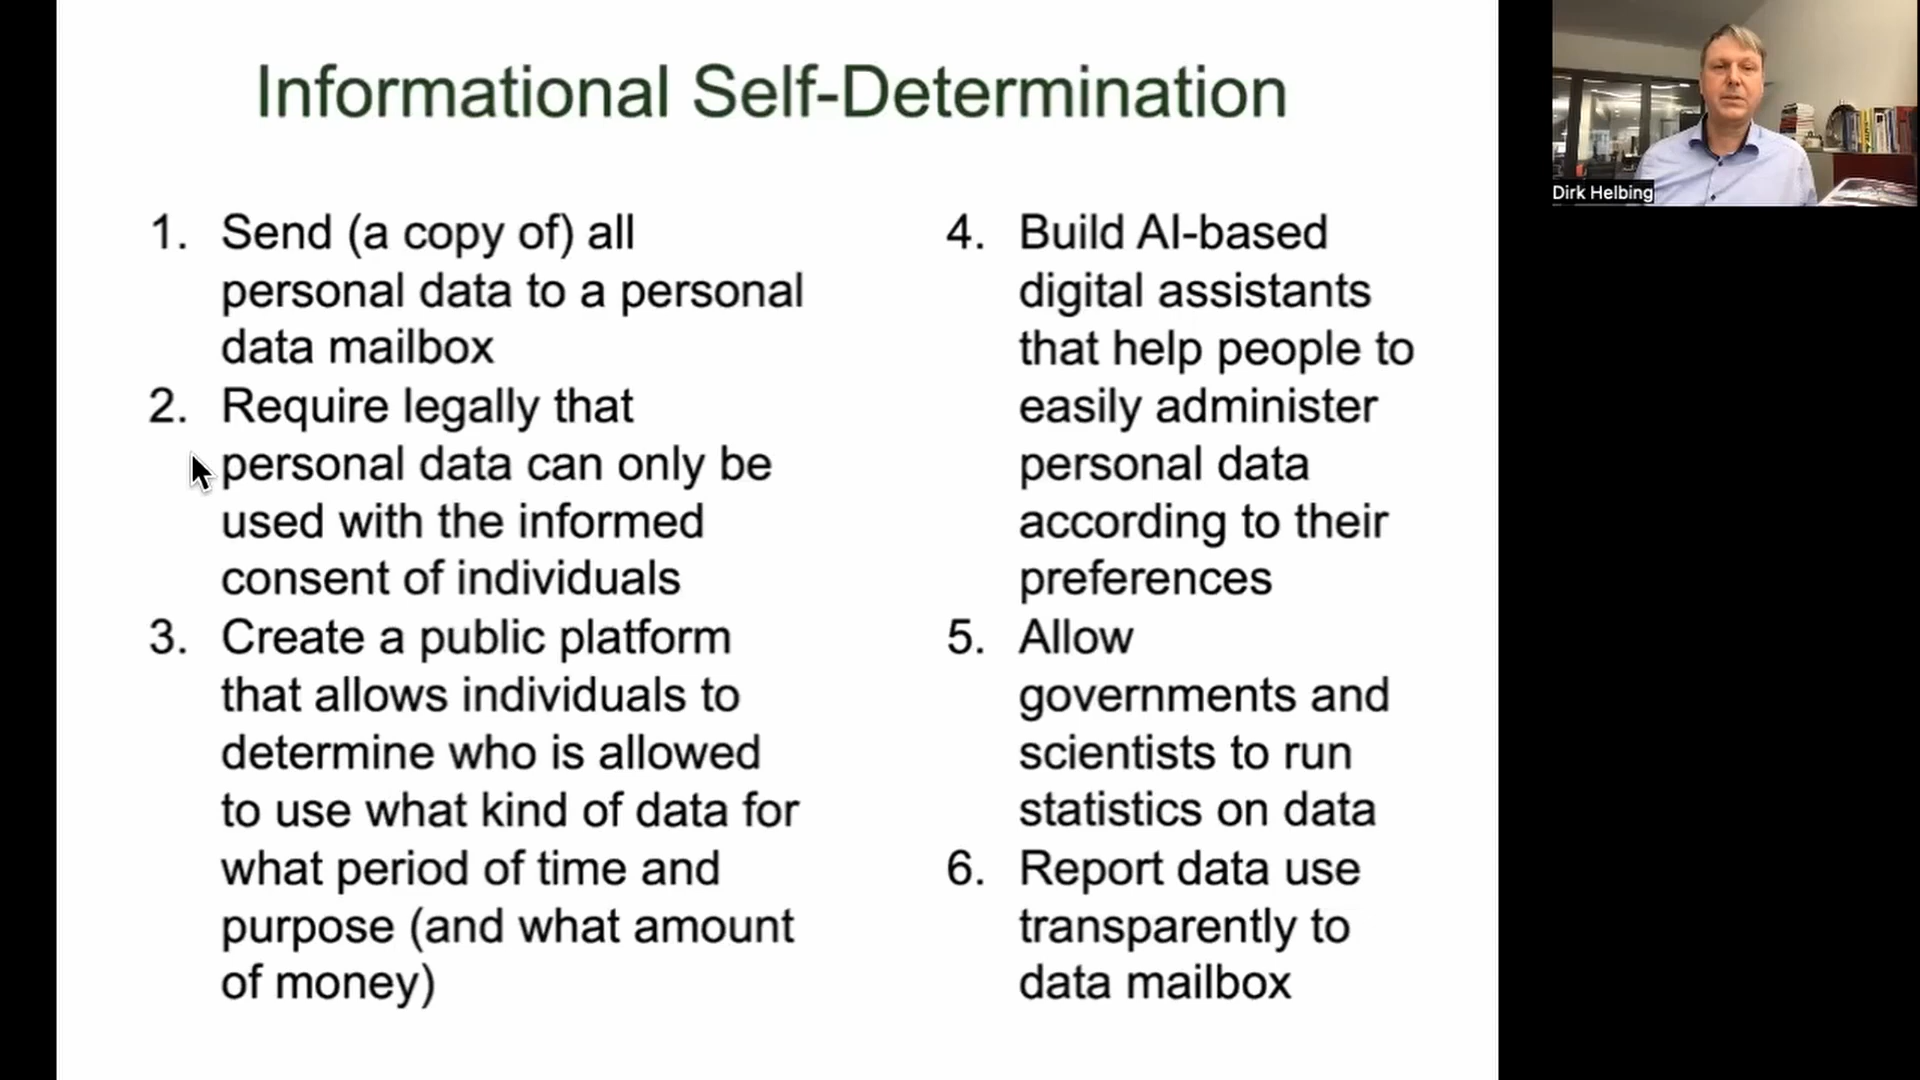 Informational Self-Determination
1. Send (a copy of) all
personal data to a personal
data mailbox
2. Require legally that
personal data can only be
used with the informed
consent of individuals
3. Create a public platform
that allows individuals to
determine who is allowed
to use what kind of data for
what period of time and
purpose (and what amount
of money)
4. Build AI-based
digital assistants
that help people to
easily administer
personal data
according to their
preferences
5. Allow
governments and
scientists to run
statistics on data
6. Report data use
transparently to
data mailbox
Dirk Helbing